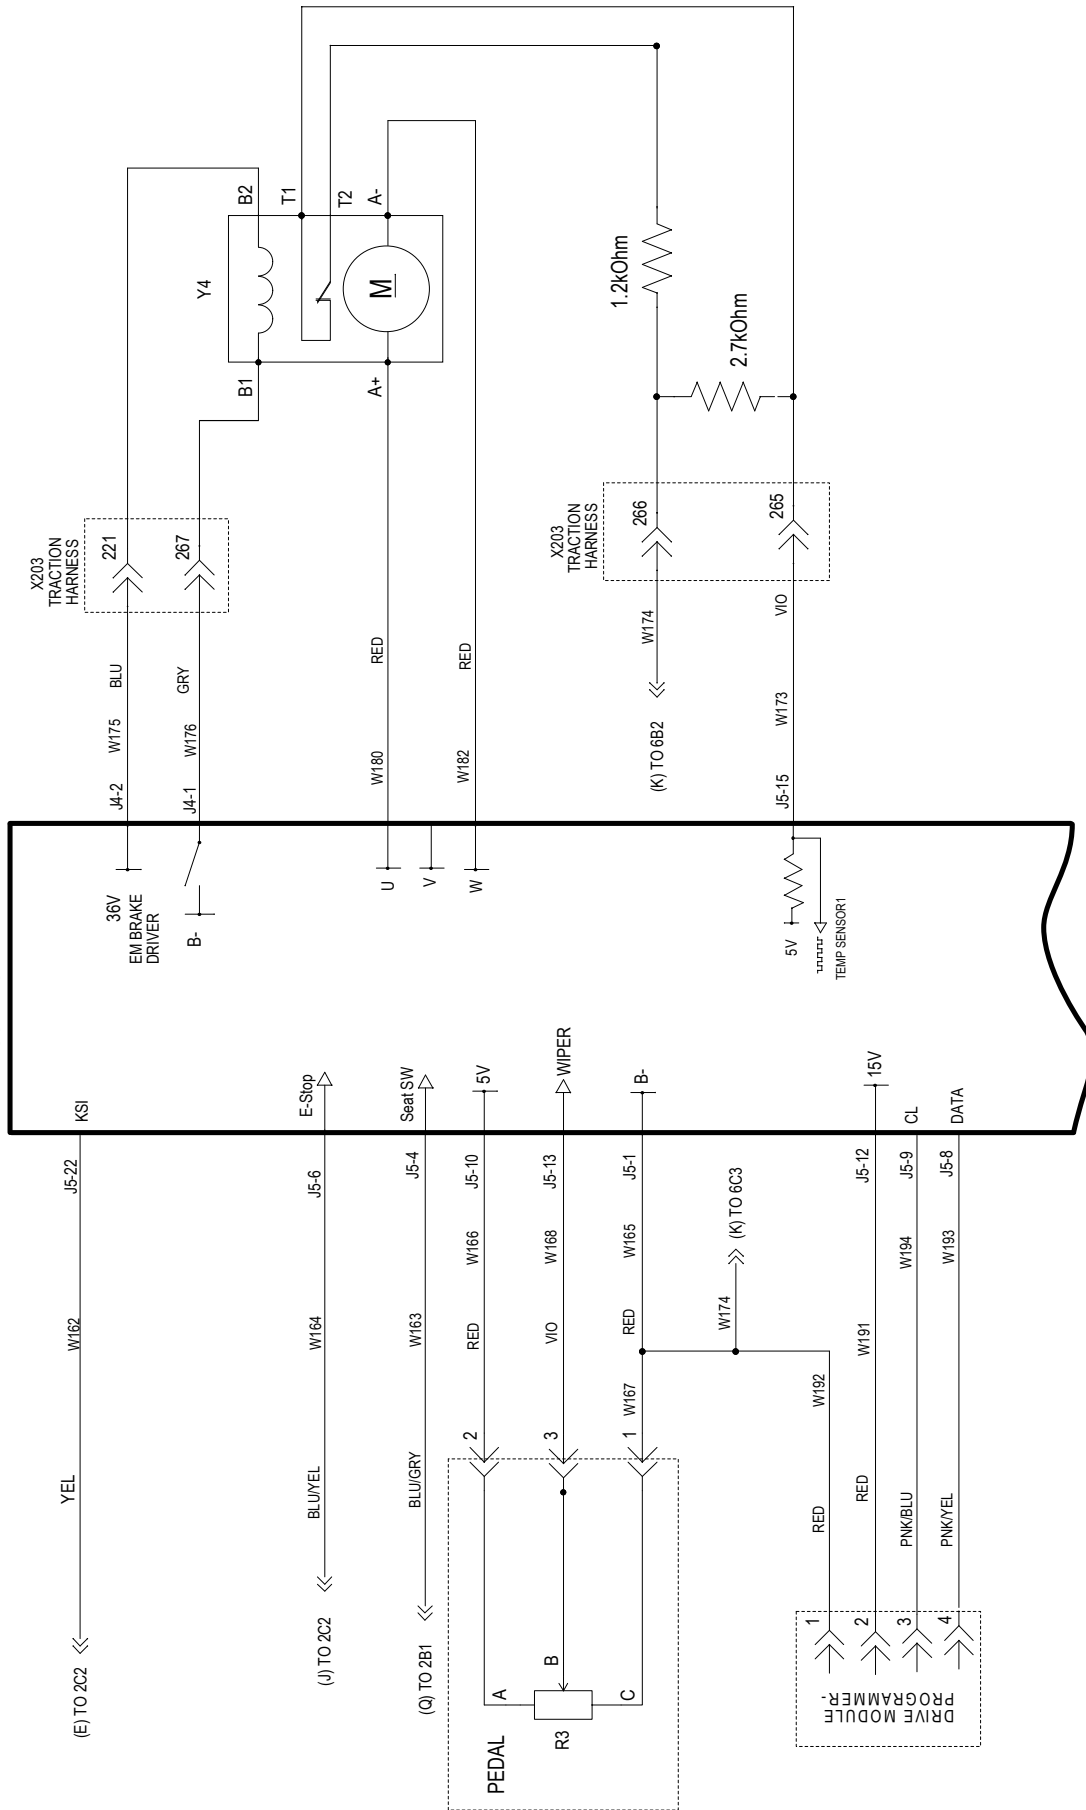 B2
T1
T2
A-
Y4
M
B1
A+
1.2kOhm
2.7kOhm
X203
TRACTION
HARNESS
221
267
X203
TRACTION
HARNESS
266
265
BLU
GRY
RED
RED
W174
VIO
W175
W176
W180
W182
(K) TO 6B2
W173
J4-2
J4-1
J5-15
36V
EM BRAKE
DRIVER
B-
U
V
W
5V
TEMP SENSOR1
KSI
E-Stop
Seat SW
5V
WIPER
B-
15V
CL
DATA
J5-22
J5-6
J5-4
J5-10
J5-13
J5-1
J5-12
J5-9
J5-8
(K) TO 6C3
W162
W164
W163
W166
W168
W165
W174
W191
W194
W193
RED
VIO
RED
W167
W192
YEL
BLU/YEL
BLU/GRY
2
3
1
RED
RED
PNK/BLU
PNK/YEL
(E) TO 2C2
(J) TO 2C2
(Q) TO 2B1
A
B
C
R3
PEDAL
1
2
3
4
DRIVE MODULE
PROGRAMMER-